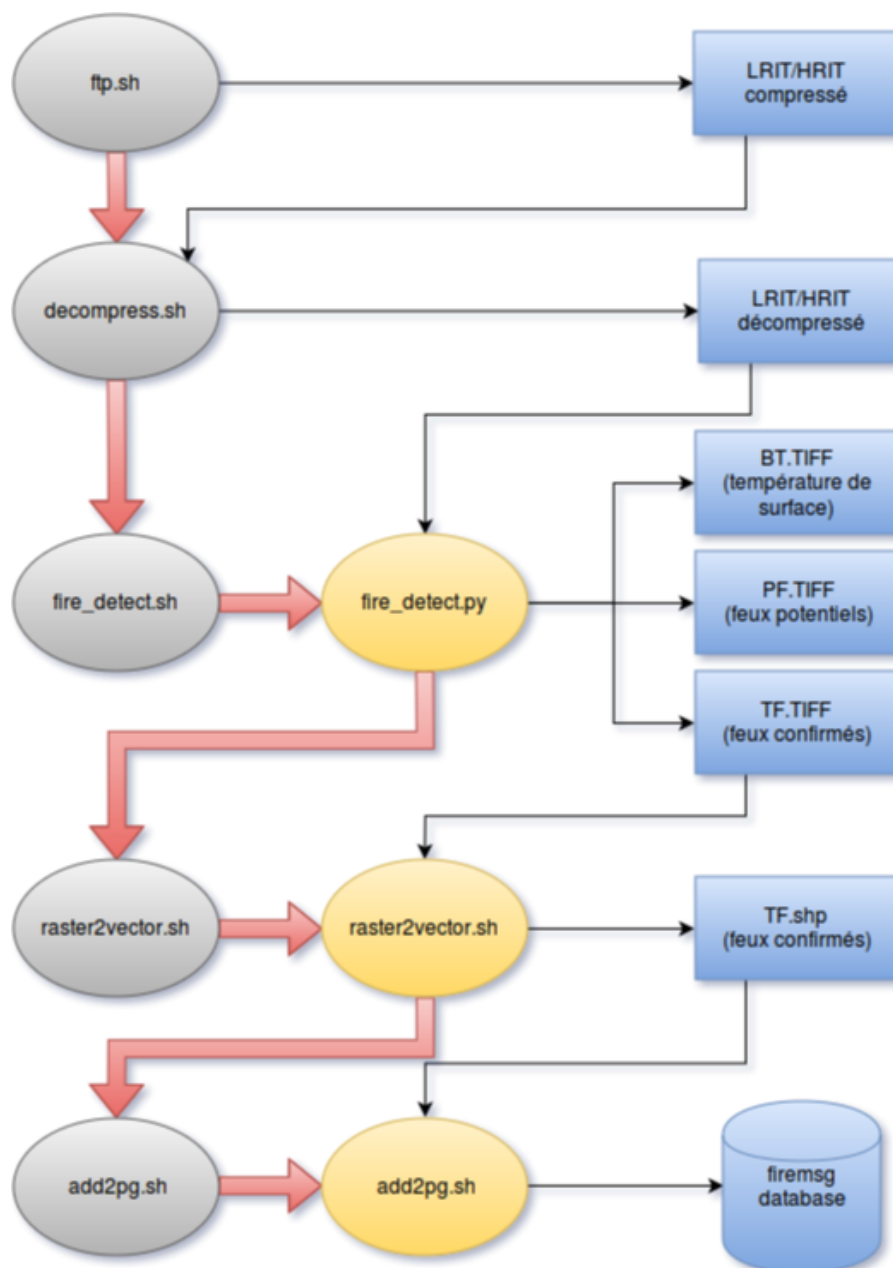 ftp.sh
LRIT/HRIT
compressé
decompress.sh
LRIT/HRIT
décompressé
BT.TIFF
(température de
surface)
fire_detect.sh
fire_detect.py
PF.TIFF
(feux potentiels)
TF.TIFF
(feux confirmés)
raster2vector.sh
raster2vector.sh
TF.shp
(feux confirmés)
add2pg.sh
add2pg.sh
firemsg
database